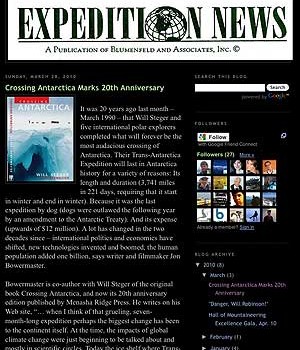 EXPEDITION NEWS
A PUBLICATION OF BLUMENFELD AND ASSOCIATES, INC. ©
SUNDAY, MARCH 28, 2010
Crossing Antarctica Marks 20th Anniversary
CROSSING
ANTARCTICA
WILL STEGER
It was 20 years ago last month –
March 1990 – that Will Steger and
five international polar explorers
completed what will forever be the
most audacious crossing of
Antarctica. Their Trans-Antarctica
Expedition will last in Antarctica
history for a variety of reasons: Its
length and duration (3,741 miles
in 221 days, requiring that it start
in winter and end in winter). Because it was the last
expedition by dog (dogs were outlawed the following year
by an amendment to the Antarctic Treaty). And its expense
(upwards of $12 million). A lot has changed in the two
decades since – international politics and economies have
shifted, new technologies invented and boomed, the human
population added one billion, says writer and filmmaker Jon
Bowermaster.
Bowermaster is co-author with Will Steger of the original
book Crossing Antarctica, and now its 20th anniversary
edition published by Menasha Ridge Press. He writes on his
Web site, “… when I think of that grueling, seven-
month-long expedition perhaps the biggest change has been
to the continent itself. At the time, the impacts of global
climate change were just beginning to be talked about and
mostly in scientific circles. Today the ice shelf where Trans-
SEARCH THIS BLOG
Search
powered by Google
FOLLOWERS
Follow
with Google Friend Connect
Followers (27) More »
Already a member? Sign in
BLOG ARCHIVE
▼ 2010 (8)
▼ March (3)
Crossing Antarctica Marks 20th
Anniversary
"Danger, Will Robinson!"
Hall of Mountaineering
Excellence Gala, Apr. 10
► February (1)
► January (4)